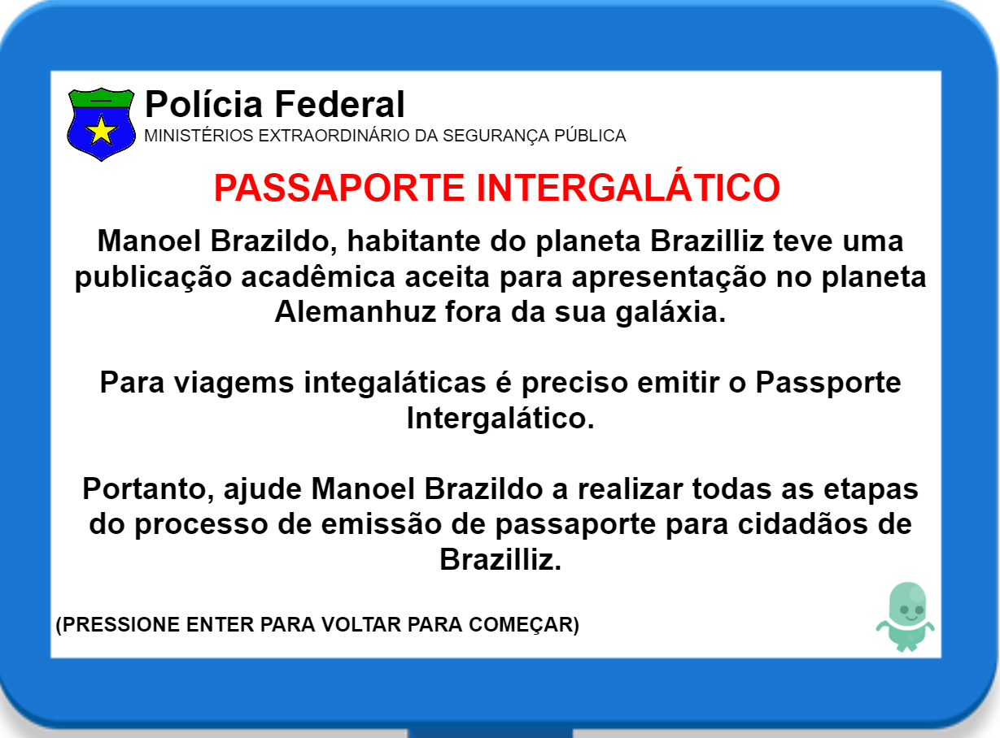 Polícia Federal
MINISTÉRIOS EXTRAORDINÁRIO DA SEGURANÇA PÚBLICA
PASSAPORTE INTERGALÁTICO
Manoel Brazildo, habitante do planeta Brazilliz teve uma
publicação acadêmica aceita para apresentação no planeta
Alemanhuz fora da sua galáxia.
Para viagems integaláticas é preciso emitir o Passporte
Intergalático.
Portanto, ajude Manoel Brazildo a realizar todas as etapas
do processo de emissão de passaporte para cidadãos de
Brazilliz.
(PRESSIONE ENTER PARA VOLTAR PARA COMEÇAR)